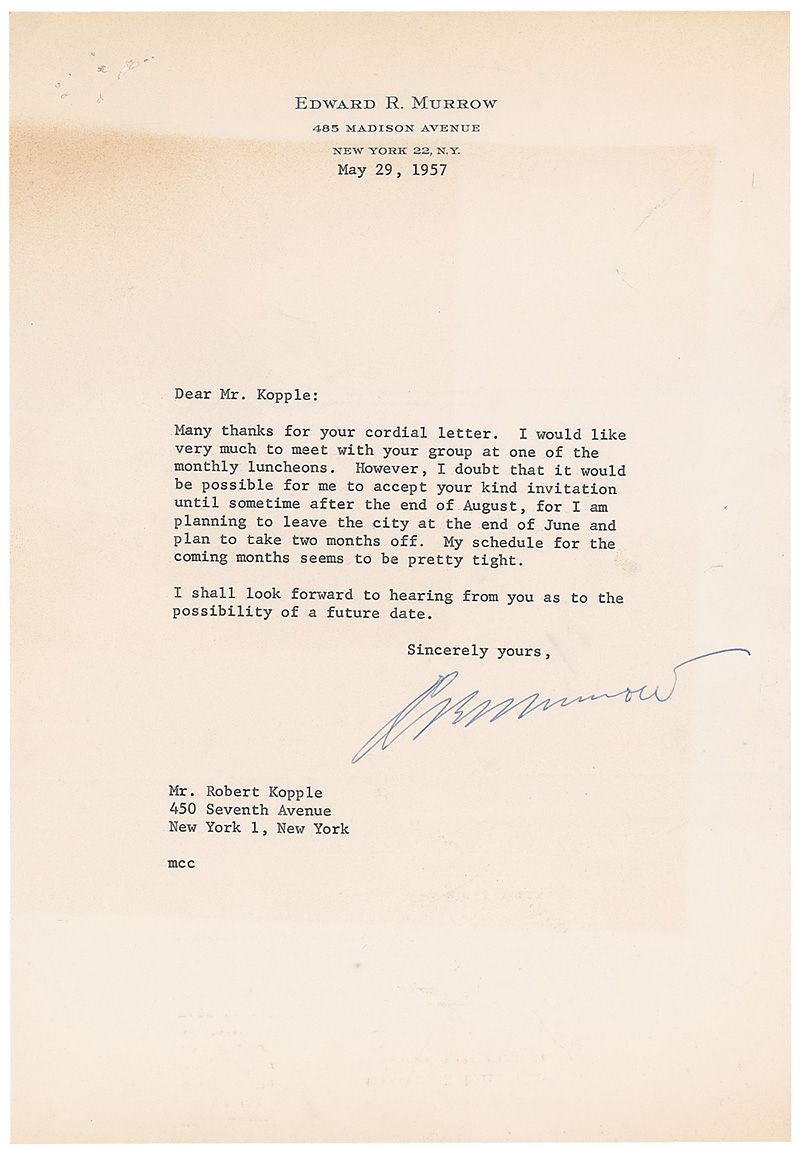 EDWARD R. MURROW
485 MADISON AVENUE
NEW YORK 22, N.Y.
May 29, 1957
Dear Mr. Kopple:
Many thanks for your cordial letter. I would like
very much to meet with your group at one of the
monthly luncheons. However, I doubt that it would
be possible for me to accept your kind invitation
until sometime after the end of August, for I am
planning to leave the city at the end of June and
plan to take two months off. My schedule for the
coming months seems to be pretty tight.
I shall look forward to hearing from you as to the
possibility of a future date.
Sincerely yours,
E R Murrow
Mr. Robert Kopple
450 Seventh Avenue
New York 1, New York
mcc